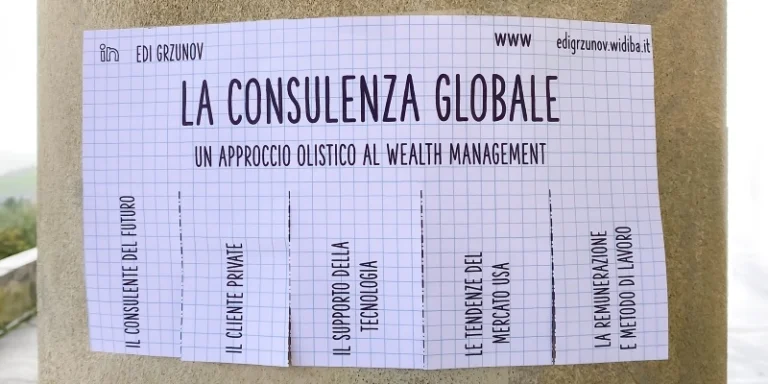 in EDI GRZUNOV
www edigrzunov.widiba.it
LA CONSULENZA GLOBALE
UN APPROCCIO OLISTICO AL WEALTH MANAGEMENT
IL CONSULENTE DEL FUTURO
IL CLIENTE PRIVATE
IL SUPPORTO DELLA
TECNOLOGIA
LE TENDENZE DEL
MERCATO USA
LA REMUNERAZIONE
E METODO DI LAVORO